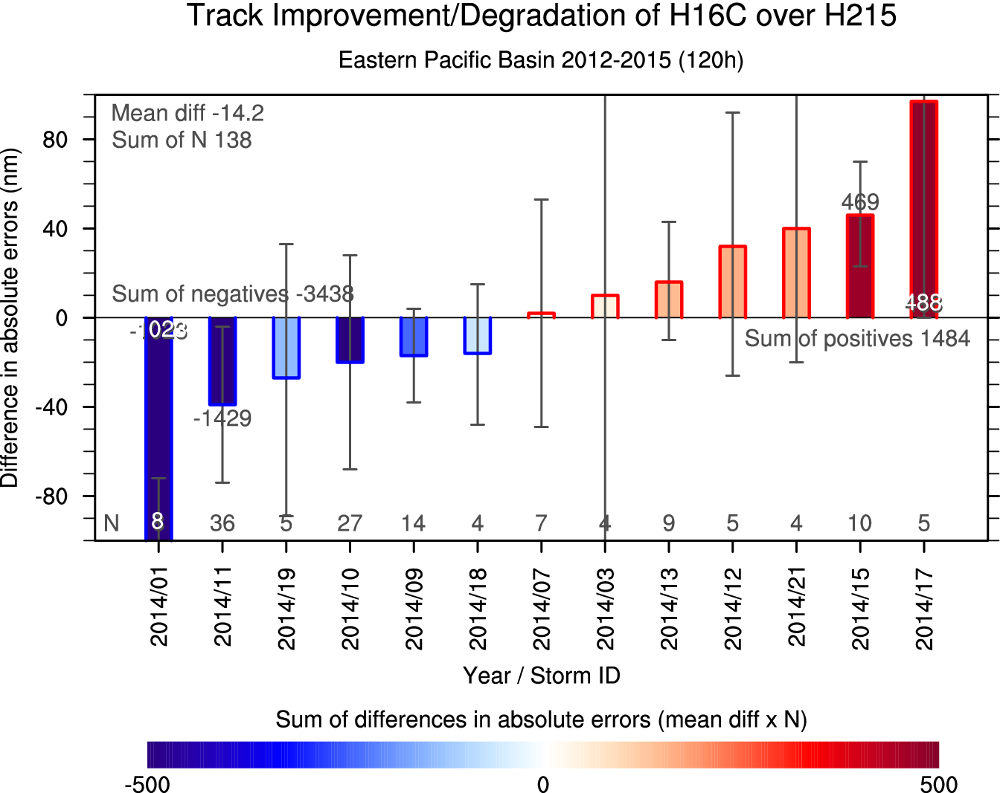 Track Improvement/Degradation of H16C over H215
Eastern Pacific Basin 2012-2015 (120h)
Difference in absolute errors (nm)
80
40
0
-40
-80
Mean diff -14.2
Sum of N 138
Sum of negatives -3438
Sum of positives 1484
-1023
-1429
469
488
N 8 36 5 27 14 4 7 4 9 5 4 10 5
2014/01 2014/11 2014/19 2014/10 2014/09 2014/18 2014/07 2014/03 2014/13 2014/12 2014/21 2014/15 2014/17
Year / Storm ID
Sum of differences in absolute errors (mean diff x N)
-500 0 500